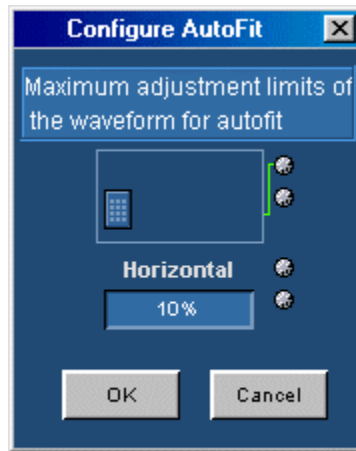 Configure AutoFit
Maximum adjustment limits of
the waveform for autofit
Horizontal
10%
OK
Cancel